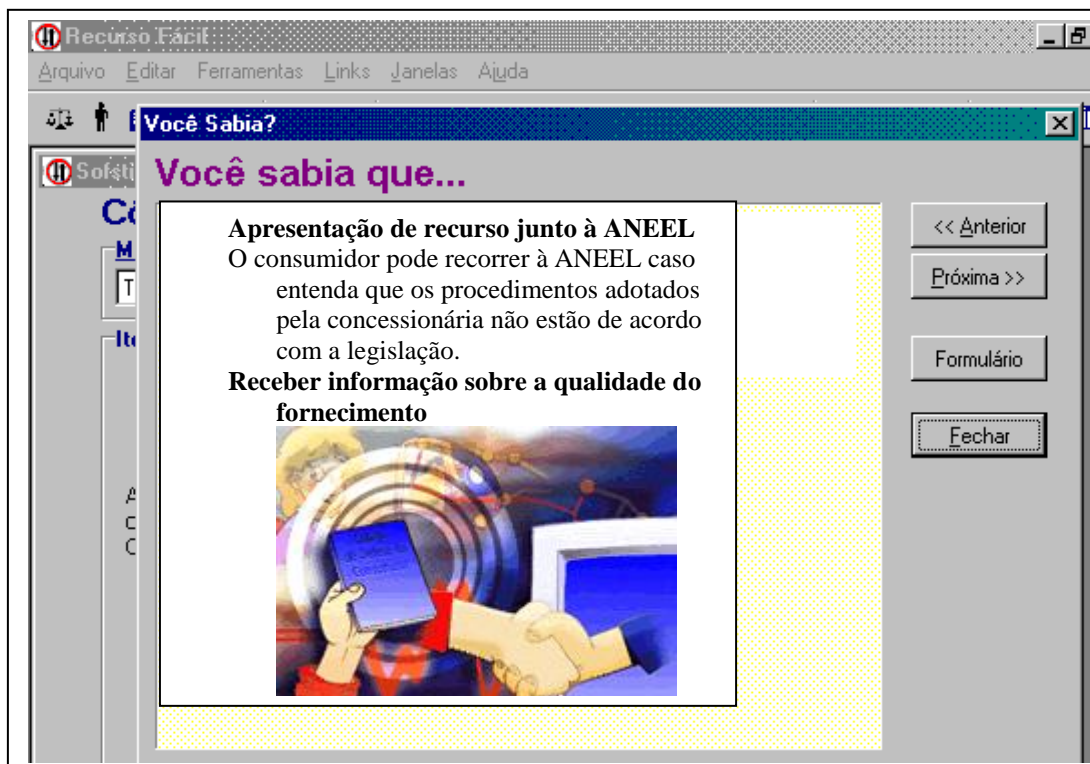 Recurso Fácil
Arquivo Editar Ferramentas Links Janelas Ajuda
Você Sabia?
Você sabia que...
Apresentação de recurso junto à ANEEL
O consumidor pode recorrer à ANEEL caso
entenda que os procedimentos adotados
pela concessionária não estão de acordo
com a legislação.
Receber informação sobre a qualidade do
fornecimento
<< Anterior
Próxima >>
Formulário
Fechar